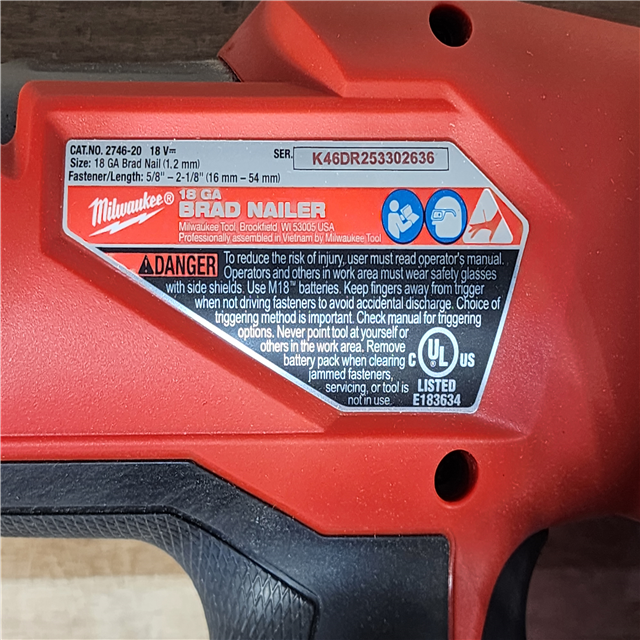 CAT.NO. 2746-20 18 V⎓
Size: 18 GA Brad Nail (1,2 mm)
Fastener/Length: 5/8" – 2-1/8" (16 mm – 54 mm)
SER. K46DR253302636
Milwaukee®
18 GA
BRAD NAILER
Milwaukee Tool, Brookfield, WI 53005 USA
Professionally assembled in Vietnam by Milwaukee Tool
DANGER
To reduce the risk of injury, user must read operator's manual.
Operators and others in work area must wear safety glasses
with side shields. Use M18™ batteries. Keep fingers away from trigger
when not driving fasteners to avoid accidental discharge. Choice of
triggering method is important. Check manual for triggering
options. Never point tool at yourself or
others in the work area. Remove
battery pack when clearing
jammed fasteners,
servicing, or tool is
not in use.
C UL US
LISTED
E183634